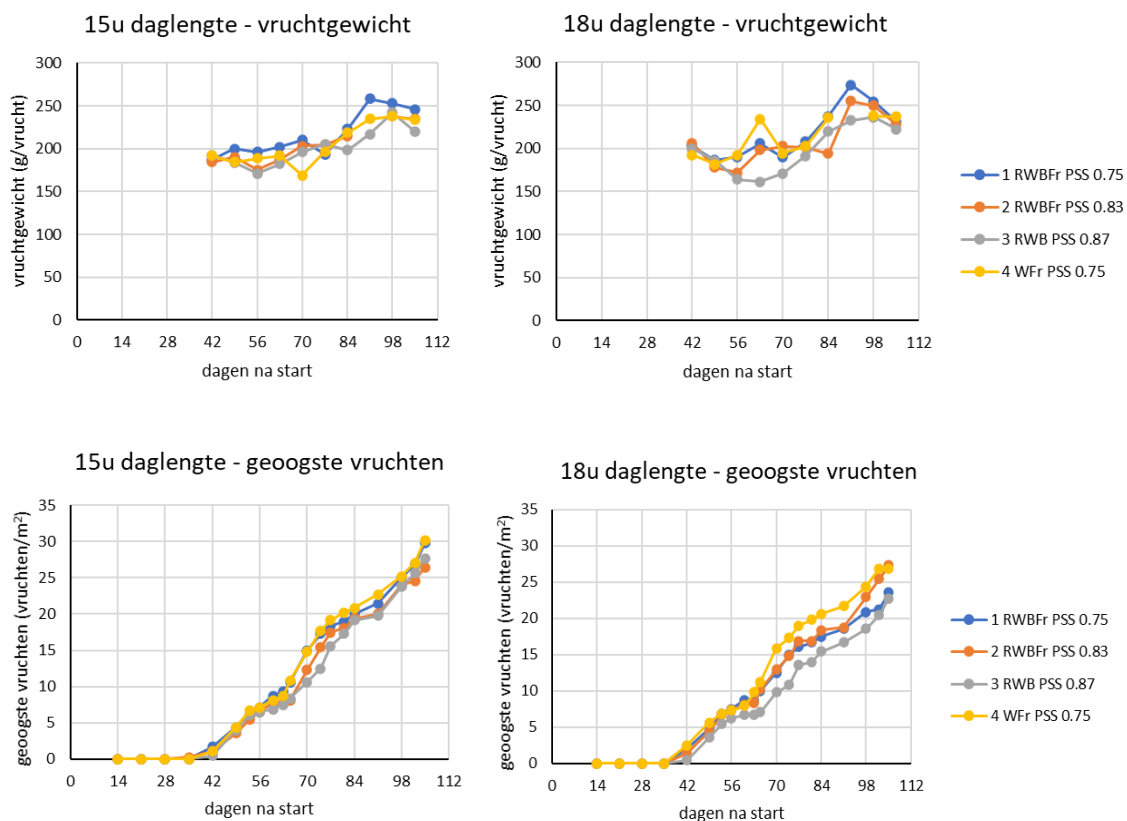 15u daglengte - vruchtgewicht
300
250
200
150
100
50
0
vruchtgewicht (g/vrucht)
0 14 28 42 56 70 84 98 112
dagen na start
18u daglengte - vruchtgewicht
300
250
200
150
100
50
0
vruchtgewicht (g/vrucht)
0 14 28 42 56 70 84 98 112
dagen na start
1 RWBFr PSS 0.75
2 RWBFr PSS 0.83
3 RWB PSS 0.87
4 WFr PSS 0.75
15u daglengte - geoogste vruchten
35
30
25
20
15
10
5
0
geoogste vruchten (vruchten/m²)
0 14 28 42 56 70 84 98 112
dagen na start
18u daglengte - geoogste vruchten
35
30
25
20
15
10
5
0
geoogste vruchten (vruchten/m²)
0 14 28 42 56 70 84 98 112
dagen na start
1 RWBFr PSS 0.75
2 RWBFr PSS 0.83
3 RWB PSS 0.87
4 WFr PSS 0.75